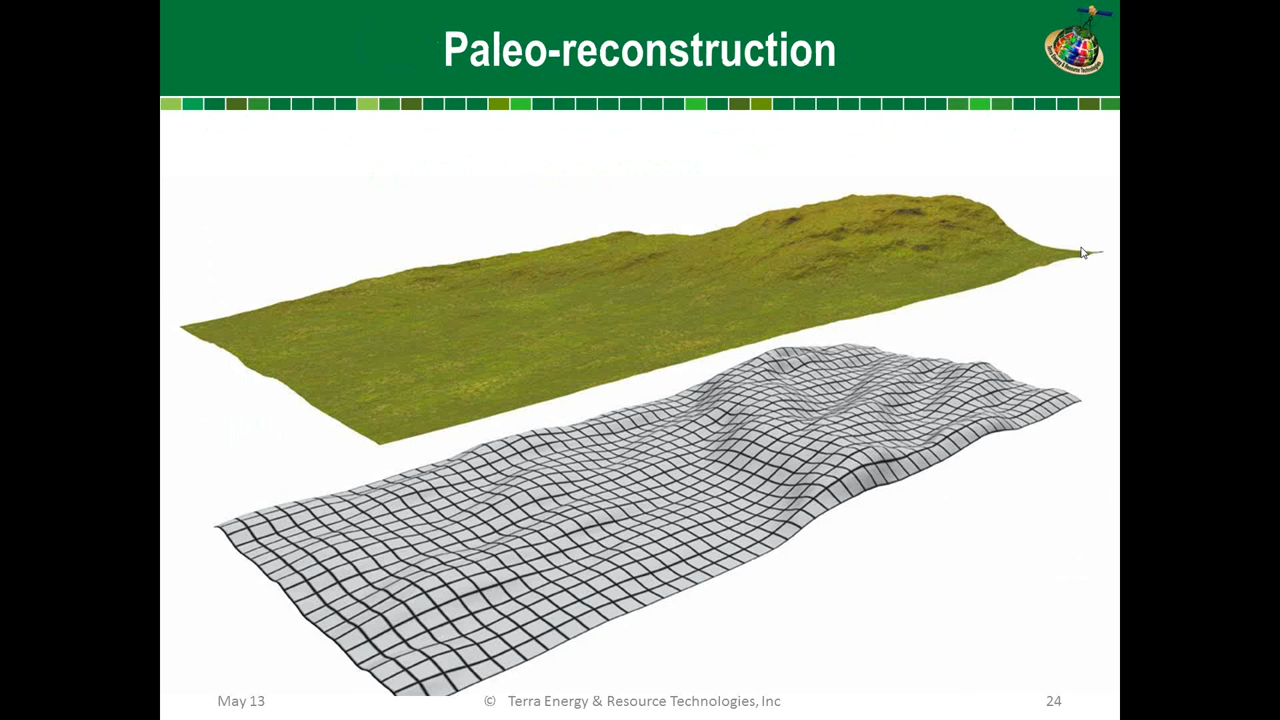 Paleo-reconstruction
May 13
© Terra Energy & Resource Technologies, Inc
24